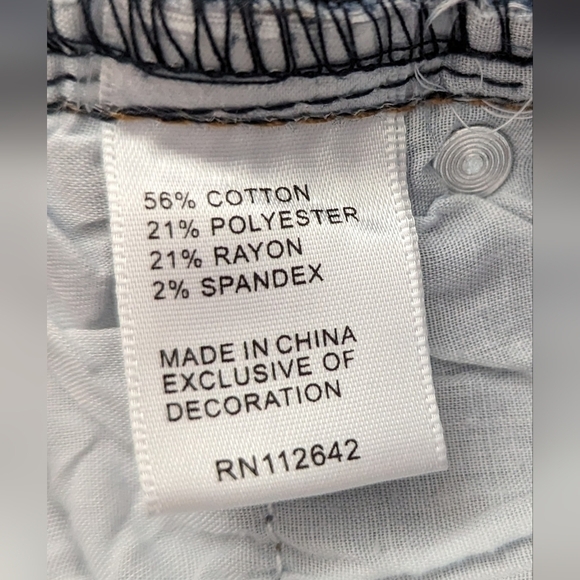 56% COTTON
21% POLYESTER
21% RAYON
2% SPANDEX
MADE IN CHINA
EXCLUSIVE OF
DECORATION
RN112642